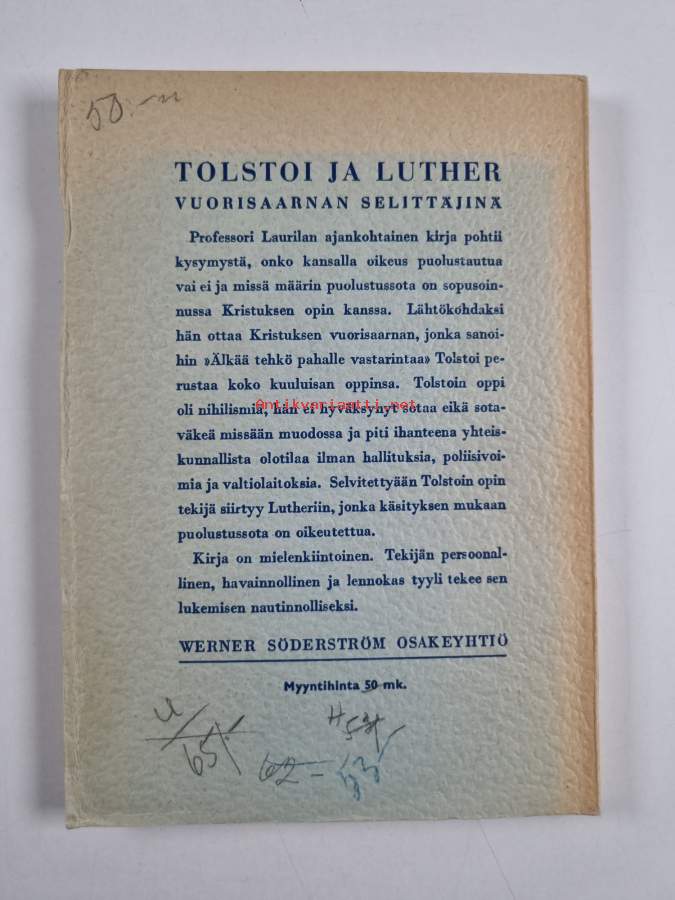 50:-
TOLSTOI JA LUTHER
VUORISAARNAN SELITTÄJINÄ
Professori Laurilan ajankohtainen kirja pohtii
kysymystä, onko kansalla oikeus puolustautua
vai ei ja missä määrin puolustussota on sopusoin-
nussa Kristuksen opin kanssa. Lähtökohdaksi
hän ottaa Kristuksen vuorisaarnan, jonka sanoi-
hin »Älkää tehkö pahalle vastarintaa» Tolstoi pe-
rustaa koko kuuluisan oppinsa. Tolstoin oppi
Antikvariaatti.net
oli nihilismiä, hän ei hyväksynyt sotaa eikä sota-
väkeä missään muodossa ja piti ihanteena yhteis-
kunnallista olotilaa ilman hallituksia, poliisivoi-
mia ja valtiolaitoksia. Selvitettyään Tolstoin opin
tekijä siirtyy Lutheriin, jonka käsityksen mukaan
puolustussota on oikeutettua.
Kirja on mielenkiintoinen. Tekijän persoonal-
linen, havainnollinen ja lennokas tyyli tekee sen
lukemisen nautinnolliseksi.
WERNER SÖDERSTRÖM OSAKEYHTIÖ
Myyntihinta 50 mk.
65
62 -